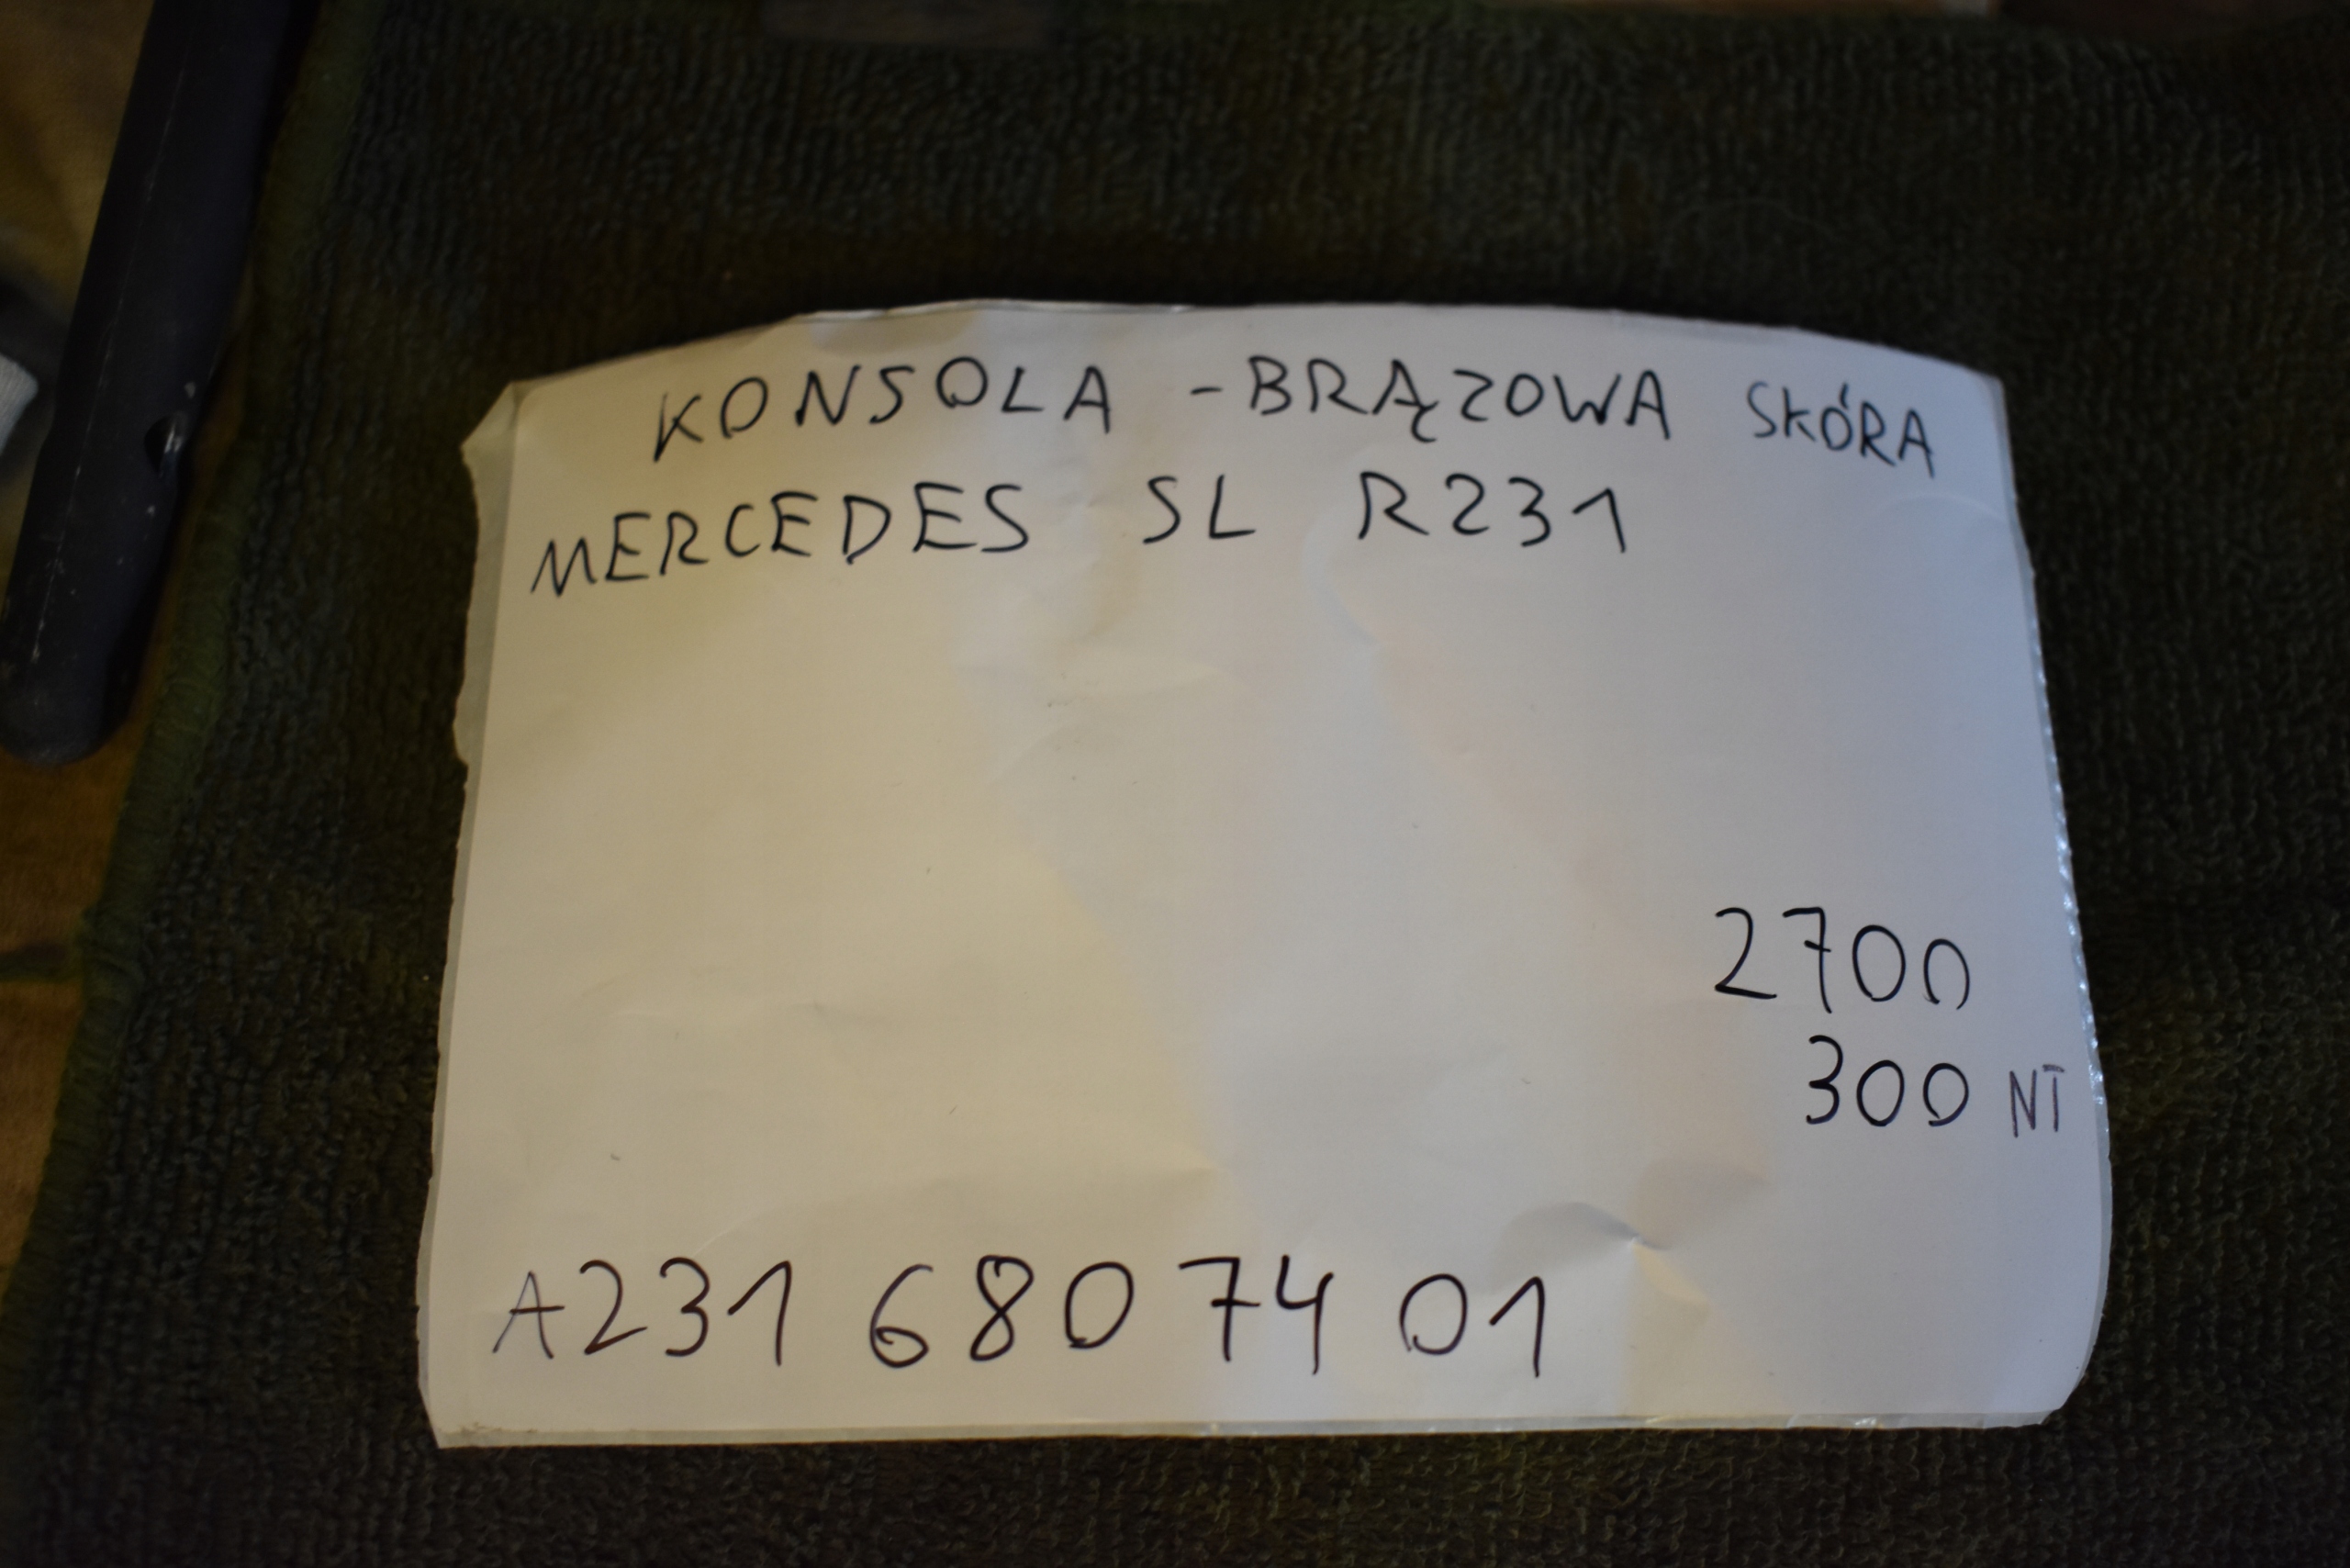 KONSOLA - BRĄZOWA SKÓRA
MERCEDES SL R231
2700
300 NT
A231 680 74 01